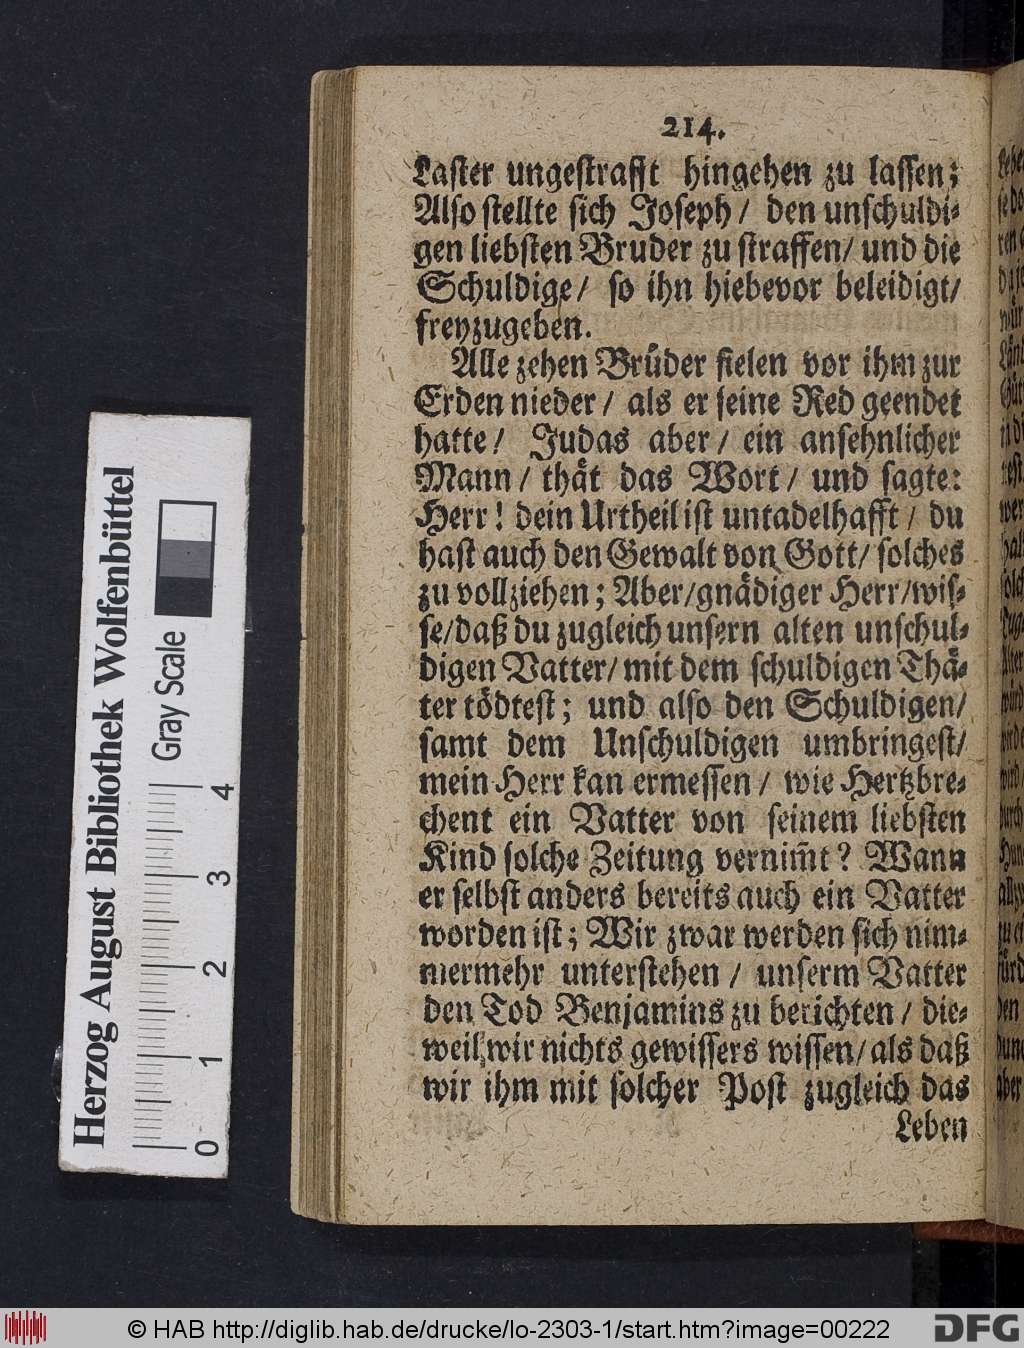 214.
Laster ungestrafft hingehen zu lassen;
Also stellte sich Joseph / den unschuldi-
gen liebsten Bruder zu straffen/ und die
Schuldige/ so ihn hiebevor beleidigt/
freyzugeben.
Alle zehen Brüder fielen vor ihm zur
Erden nieder / als er seine Red geendet
hatte / Judas aber / ein ansehnlicher
Mann / thät das Wort / und sagte:
Herr! dein Urtheil ist untadelhafft / du
hast auch den Gewalt von Gott/ solches
zu vollziehen; Aber/gnädiger Herr/wis-
se/daß du zugleich unsern alten unschul-
digen Vatter/ mit dem schuldigen Thä-
ter tödtest; und also den Schuldigen/
samt dem Unschuldigen umbringest/
mein Herr kan ermessen / wie Hertzbre-
chent ein Vatter von seinem liebsten
Kind solche Zeitung vernim̃t? Wann
er selbst anders bereits auch ein Vatter
worden ist; Wir zwar werden sich nim-
mermehr unterstehen / unserm Vatter
den Tod Benjamins zu berichten / die-
weil wir nichts gewissers wissen/ als daß
wir ihm mit solcher Post zugleich das
Leben
Herzog August Bibliothek Wolfenbüttel
Gray Scale
0 1 2 3 4
© HAB http://diglib.hab.de/drucke/lo-2303-1/start.htm?image=00222
DFG